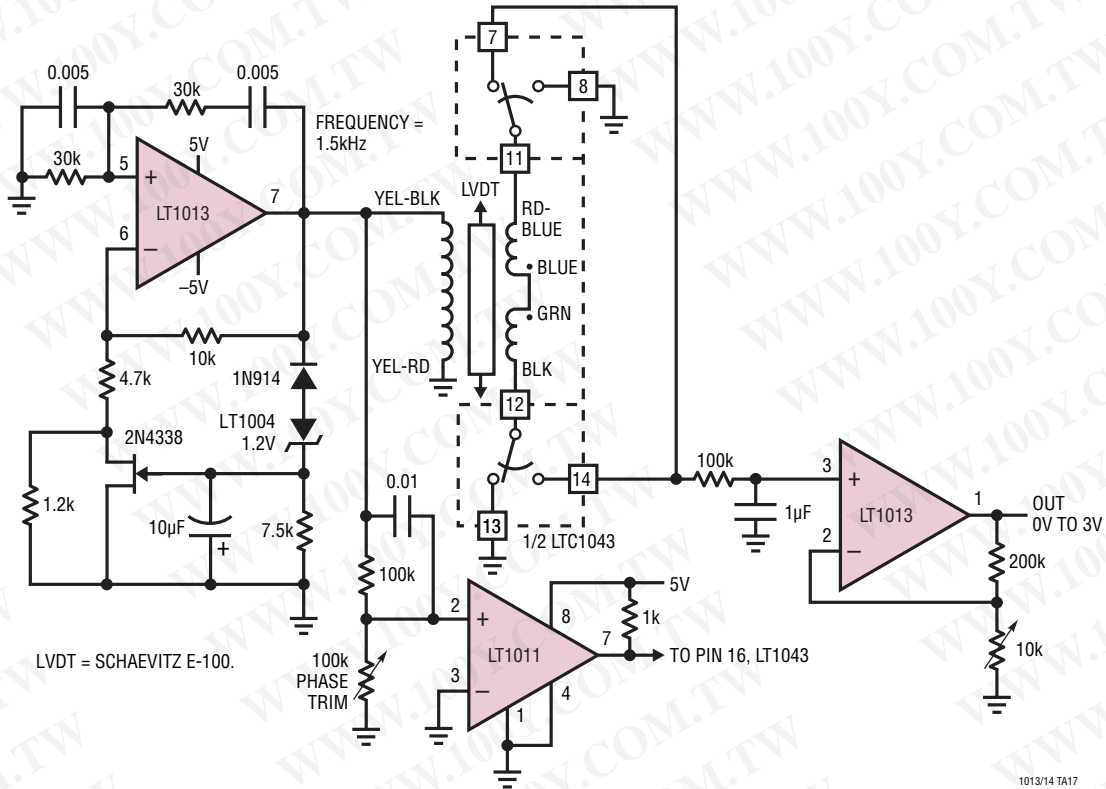 0.005
30k
0.005
30k
FREQUENCY =
1.5kHz
5V
5
+
LT1013
7
6
–
–5V
10k
4.7k
1N914
LT1004
1.2V
2N4338
1.2k
10µF
+
7.5k
YEL-BLK
LVDT
YEL-RD
7
8
11
RD-
BLUE
BLUE
GRN
BLK
12
14
13
1/2 LTC1043
0.01
100k
100k
PHASE
TRIM
2
+
3
–
LT1011
8
7
4
1
5V
1k
TO PIN 16, LT1043
100k
1µF
3
+
2
–
LT1013
1
OUT
0V TO 3V
200k
10k
LVDT = SCHAEVITZ E-100.
1013/14 TA17
WWW.100Y.COM.TW